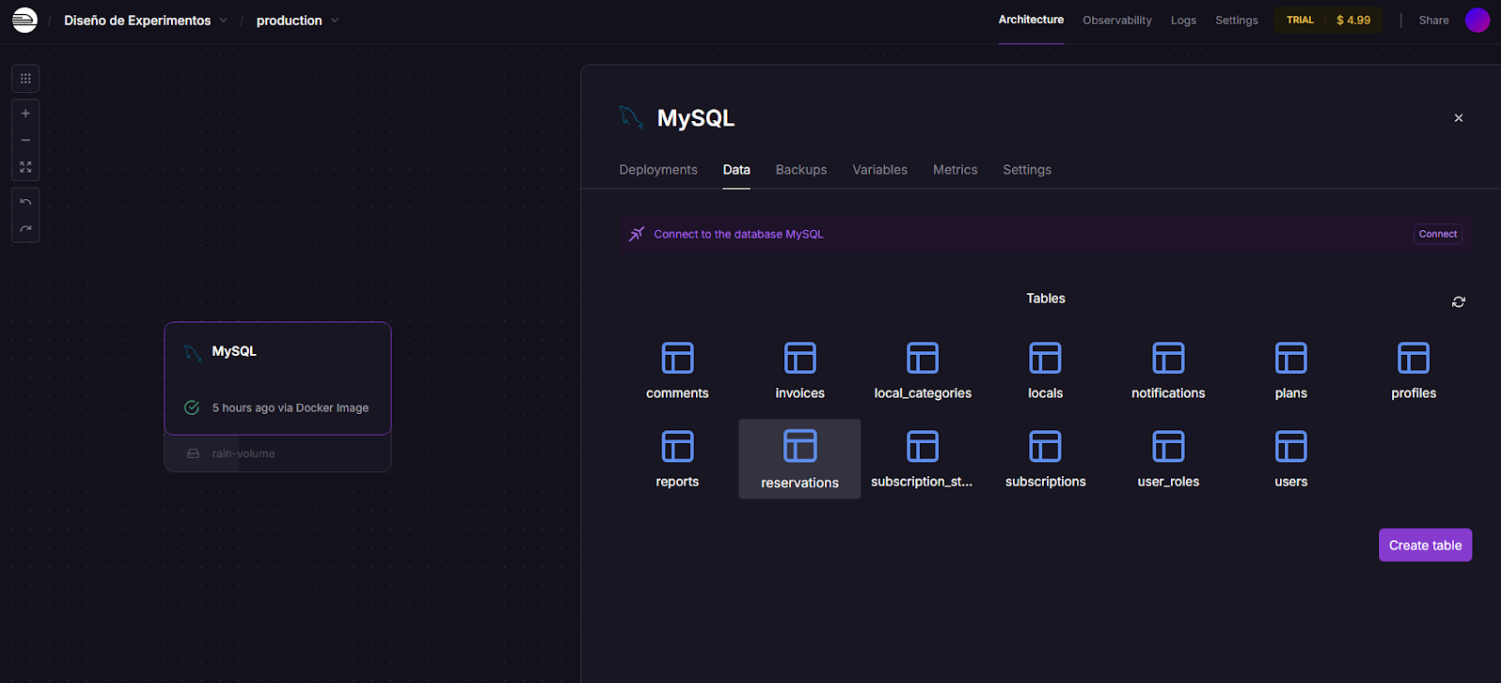 / Diseño de Experimentos / production
Architecture Observability Logs Settings TRIAL $ 4.99 | Share
MySQL
Deployments Data Backups Variables Metrics Settings
Connect to the database MySQL Connect
Tables
comments invoices local_categories locals notifications plans profiles
reports reservations subscription_st... subscriptions user_roles users
Create table
MySQL
5 hours ago via Docker Image
rain-volume